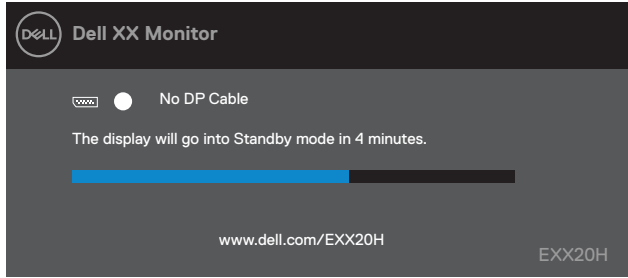 DELL Dell XX Monitor
No DP Cable
The display will go into Standby mode in 4 minutes.
www.dell.com/EXX20H
EXX20H